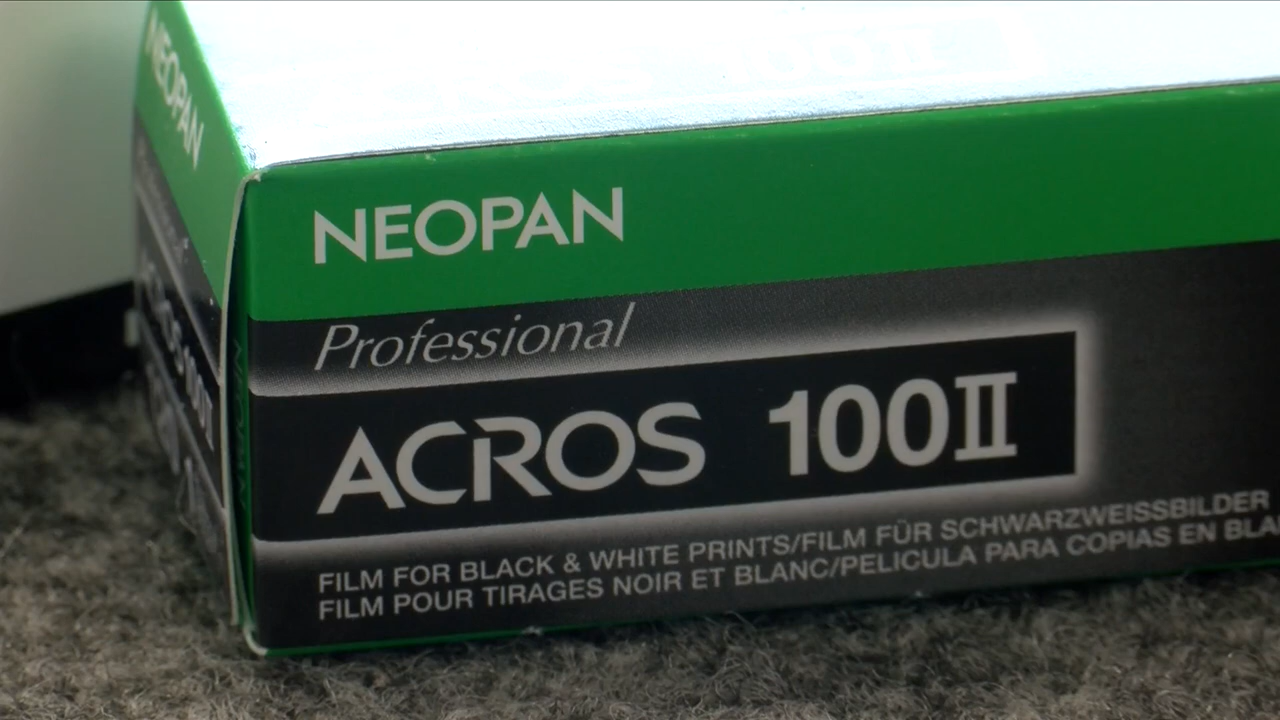 NEOPAN
NEOPAN
Professional
ACROS 100II
FILM FOR BLACK & WHITE PRINTS/FILM FÜR SCHWARZWEISSBILDER
FILM POUR TIRAGES NOIR ET BLANC/PELICULA PARA COPIAS EN
100II